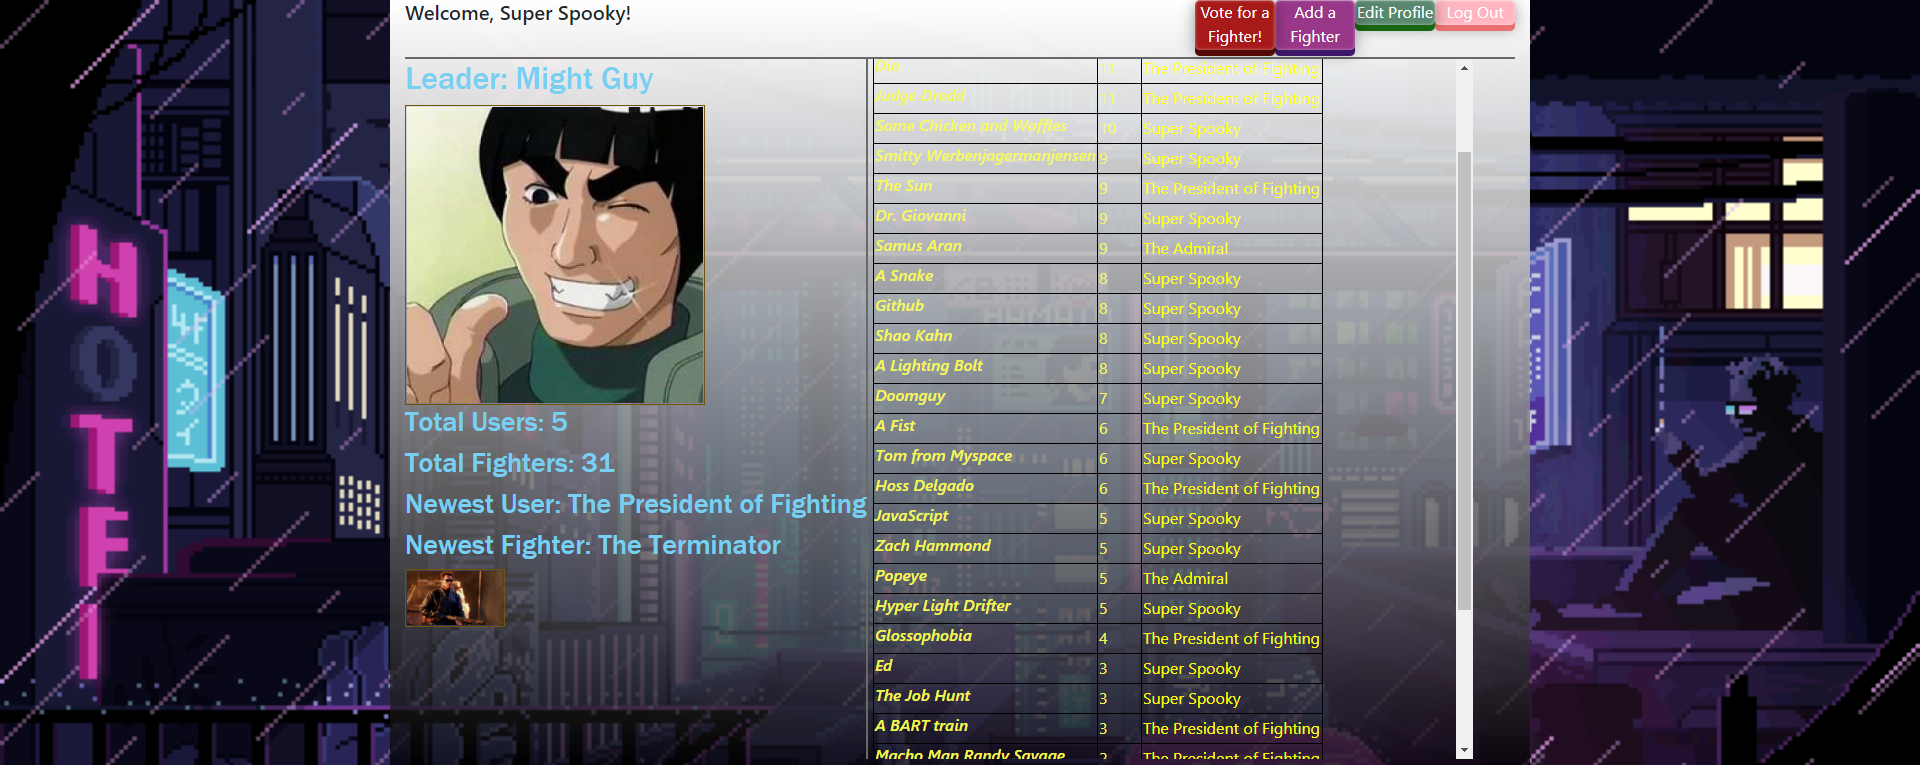 Welcome, Super Spooky!
Vote for a
Fighter!
Add a
Fighter
Edit Profile
Log Out
Leader: Might Guy
Total Users: 5
Total Fighters: 31
Newest User: The President of Fighting
Newest Fighter: The Terminator
Dio 11 The President of Fighting
Judge Dredd 11 The President of Fighting
Some Chicken and Waffles 10 Super Spooky
Smitty Werbenjagermanjensen 9 Super Spooky
The Sun 9 The President of Fighting
Dr. Giovanni 9 Super Spooky
Samus Aran 9 The Admiral
A Snake 8 Super Spooky
Github 8 Super Spooky
Shao Kahn 8 Super Spooky
A Lighting Bolt 8 Super Spooky
Doomguy 7 Super Spooky
A Fist 6 The President of Fighting
Tom from Myspace 6 Super Spooky
Hoss Delgado 6 The President of Fighting
JavaScript 5 Super Spooky
Zach Hammond 5 Super Spooky
Popeye 5 The Admiral
Hyper Light Drifter 5 Super Spooky
Glossophobia 4 The President of Fighting
Ed 3 Super Spooky
The Job Hunt 3 Super Spooky
A BART train 3 The President of Fighting
Macho Man Randy Savage 2 The President of Fighting
HOTEL